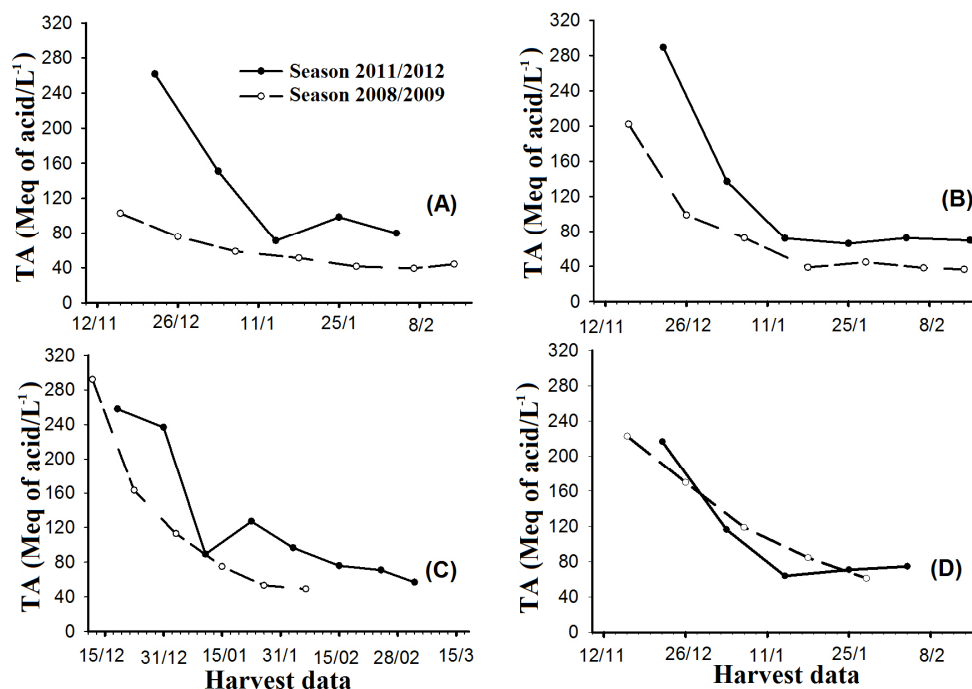 TA (Meq of acid/L-1)
320
280
240
200
160
120
80
40
0
Season 2011/2012
Season 2008/2009
(A)
12/11 26/12 11/1 25/1 8/2
TA (Meq of acid/L-1)
320
280
240
200
160
120
80
40
0
(B)
12/11 26/12 11/1 25/1 8/2
TA (Meq of acid/L-1)
320
280
240
200
160
120
80
40
0
(C)
15/12 31/12 15/01 31/1 15/02 28/02 15/3
Harvest data
TA (Meq of acid/L-1)
320
280
240
200
160
120
80
40
0
(D)
12/11 26/12 11/1 25/1 8/2
Harvest data